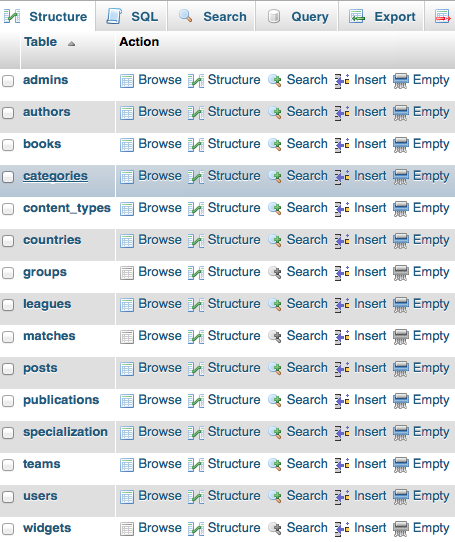 Structure SQL Search Query Export
Table Action
admins Browse Structure Search Insert Empty
authors Browse Structure Search Insert Empty
books Browse Structure Search Insert Empty
categories Browse Structure Search Insert Empty
content_types Browse Structure Search Insert Empty
countries Browse Structure Search Insert Empty
groups Browse Structure Search Insert Empty
leagues Browse Structure Search Insert Empty
matches Browse Structure Search Insert Empty
posts Browse Structure Search Insert Empty
publications Browse Structure Search Insert Empty
specialization Browse Structure Search Insert Empty
teams Browse Structure Search Insert Empty
users Browse Structure Search Insert Empty
widgets Browse Structure Search Insert Empty